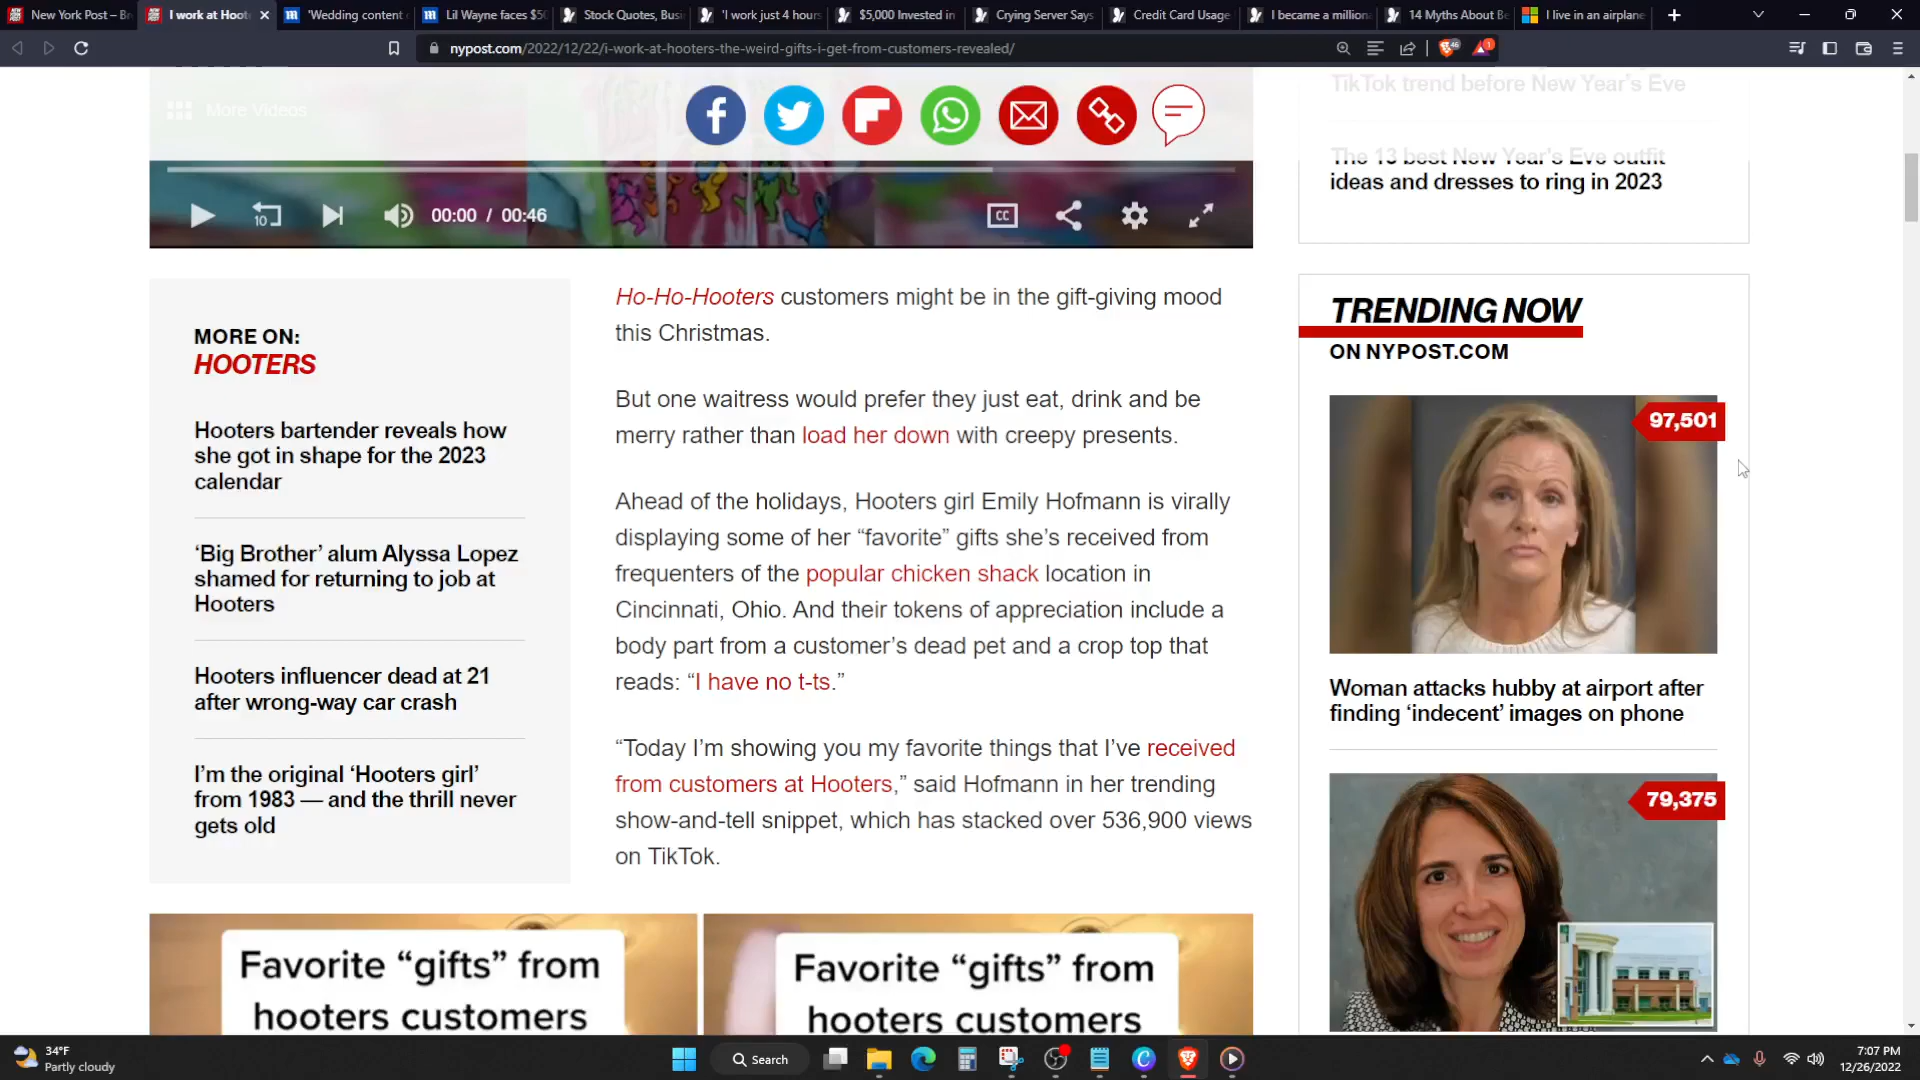 New York Post – Br
I work at Hoot
'Wedding content
Lil Wayne faces $50
Stock Quotes, Busi
'I work just 4 hours
$5,000 Invested in
Crying Server Says
Credit Card Usage
I became a million
14 Myths About Be
I live in an airplane
nypost.com/2022/12/22/i-work-at-hooters-the-weird-gifts-i-get-from-customers-revealed/
More Videos
00:00 / 00:46
10
CC
TikTok trend before New Year's Eve
The 13 best New Year's Eve outfit
ideas and dresses to ring in 2023
MORE ON:
HOOTERS
Hooters bartender reveals how
she got in shape for the 2023
calendar
'Big Brother' alum Alyssa Lopez
shamed for returning to job at
Hooters
Hooters influencer dead at 21
after wrong-way car crash
I'm the original 'Hooters girl'
from 1983 — and the thrill never
gets old
Ho-Ho-Hooters customers might be in the gift-giving mood
this Christmas.
But one waitress would prefer they just eat, drink and be
merry rather than load her down with creepy presents.
Ahead of the holidays, Hooters girl Emily Hofmann is virally
displaying some of her “favorite” gifts she's received from
frequenters of the popular chicken shack location in
Cincinnati, Ohio. And their tokens of appreciation include a
body part from a customer's dead pet and a crop top that
reads: “I have no t-ts.”
“Today I'm showing you my favorite things that I've received
from customers at Hooters,” said Hofmann in her trending
show-and-tell snippet, which has stacked over 536,900 views
on TikTok.
Favorite “gifts” from
hooters customers
Favorite “gifts” from
hooters customers
TRENDING NOW
ON NYPOST.COM
97,501
Woman attacks hubby at airport after
finding 'indecent' images on phone
79,375
34°F
Partly cloudy
Search
7:07 PM
12/26/2022